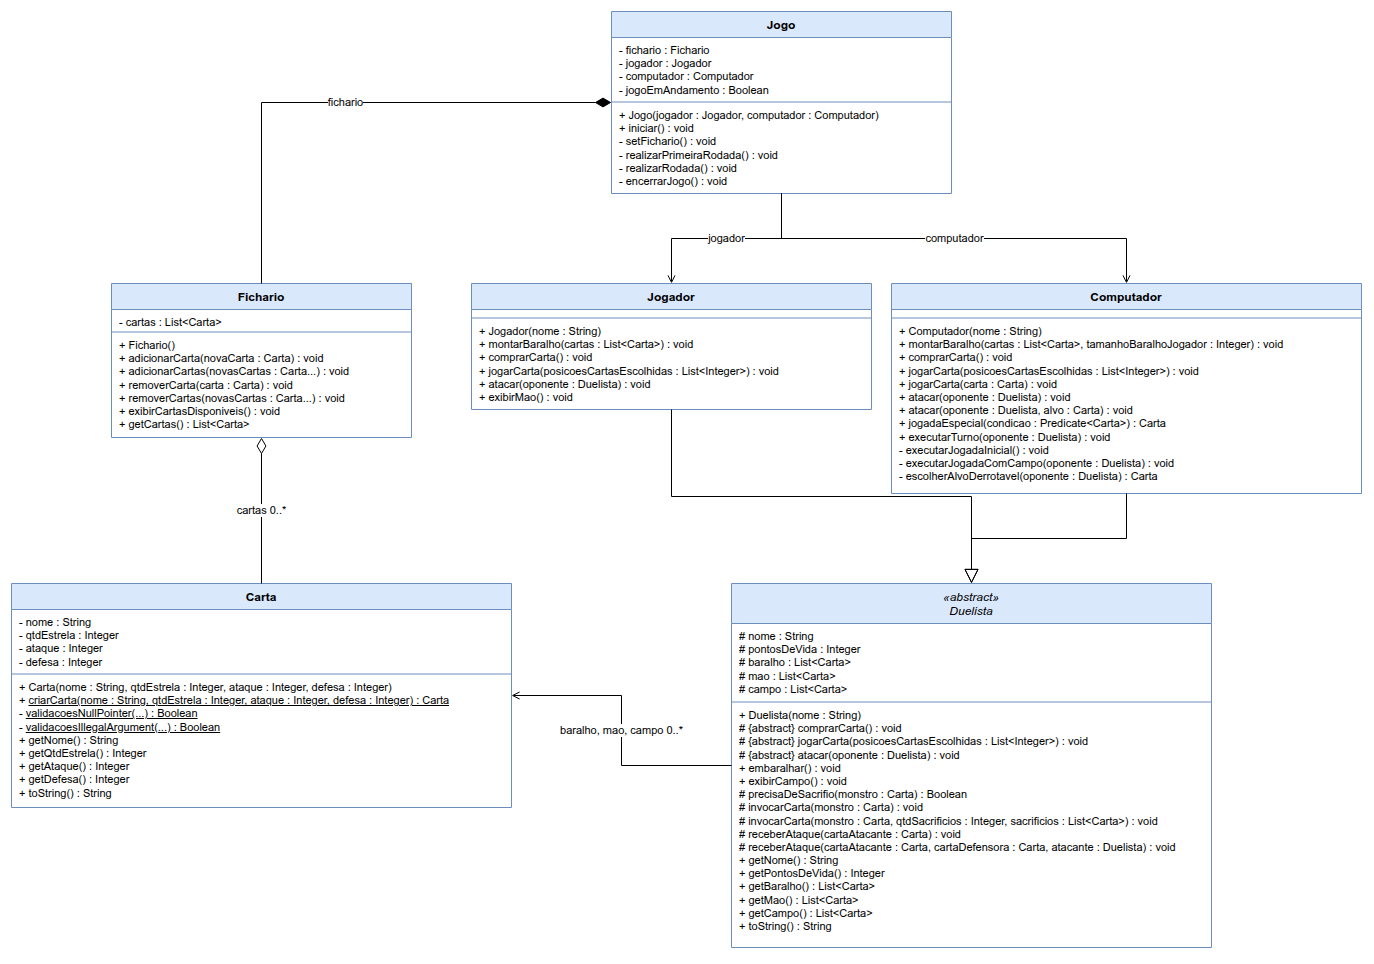 Jogo
- fichario : Fichario
- jogador : Jogador
- computador : Computador
- jogoEmAndamento : Boolean
+ Jogo(jogador : Jogador, computador : Computador)
+ iniciar() : void
- setFichario() : void
- realizarPrimeiraRodada() : void
- realizarRodada() : void
- encerrarJogo() : void
fichario
jogador
computador
Fichario
- cartas : List<Carta>
+ Fichario()
+ adicionarCarta(novaCarta : Carta) : void
+ adicionarCartas(novasCartas : Carta...) : void
+ removerCarta(carta : Carta) : void
+ removerCartas(novasCartas : Carta...) : void
+ exibirCartasDisponiveis() : void
+ getCartas() : List<Carta>
Jogador
+ Jogador(nome : String)
+ montarBaralho(cartas : List<Carta>) : void
+ comprarCarta() : void
+ jogarCarta(posicoesCartasEscolhidas : List<Integer>) : void
+ atacar(oponente : Duelista) : void
+ exibirMao() : void
Computador
+ Computador(nome : String)
+ montarBaralho(cartas : List<Carta>, tamanhoBaralhoJogador : Integer) : void
+ comprarCarta() : void
+ jogarCarta(posicoesCartasEscolhidas : List<Integer>) : void
+ jogarCarta(carta : Carta) : void
+ atacar(oponente : Duelista) : void
+ atacar(oponente : Duelista, alvo : Carta) : void
+ jogadaEspecial(condicao : Predicate<Carta>) : Carta
+ executarTurno(oponente : Duelista) : void
- executarJogadaInicial() : void
- executarJogadaComCampo(oponente : Duelista) : void
- escolherAlvoDerrotavel(oponente : Duelista) : Carta
cartas 0..*
Carta
- nome : String
- qtdEstrela : Integer
- ataque : Integer
- defesa : Integer
+ Carta(nome : String, qtdEstrela : Integer, ataque : Integer, defesa : Integer)
+ criarCarta(nome : String, qtdEstrela : Integer, ataque : Integer, defesa : Integer) : Carta
- validacoesNullPointer(...) : Boolean
- validacoesIllegalArgument(...) : Boolean
+ getNome() : String
+ getQtdEstrela() : Integer
+ getAtaque() : Integer
+ getDefesa() : Integer
+ toString() : String
baralho, mao, campo 0..*
«abstract»
Duelista
# nome : String
# pontosDeVida : Integer
# baralho : List<Carta>
# mao : List<Carta>
# campo : List<Carta>
+ Duelista(nome : String)
# {abstract} comprarCarta() : void
# {abstract} jogarCarta(posicoesCartasEscolhidas : List<Integer>) : void
# {abstract} atacar(oponente : Duelista) : void
+ embaralhar() : void
+ exibirCampo() : void
# precisaDeSacrifio(monstro : Carta) : Boolean
# invocarCarta(monstro : Carta) : void
# invocarCarta(monstro : Carta, qtdSacrificios : Integer, sacrificios : List<Carta>) : void
# receberAtaque(cartaAtacante : Carta) : void
# receberAtaque(cartaAtacante : Carta, cartaDefensora : Carta, atacante : Duelista) : void
+ getNome() : String
+ getPontosDeVida() : Integer
+ getBaralho() : List<Carta>
+ getMao() : List<Carta>
+ getCampo() : List<Carta>
+ toString() : String